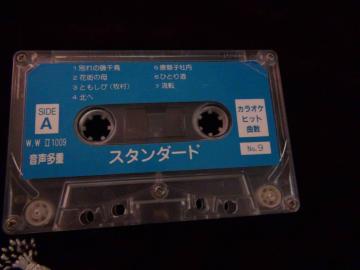 1 別れの磯千鳥
2 花街の母
3 ともしび(牧村)
4 北へ
5 唐獅子牡丹
6 ひとり酒
7 流転
SIDE
A
W.W II 1009
音声多重
スタンダード
カラオケ
ヒット
曲数
No.9